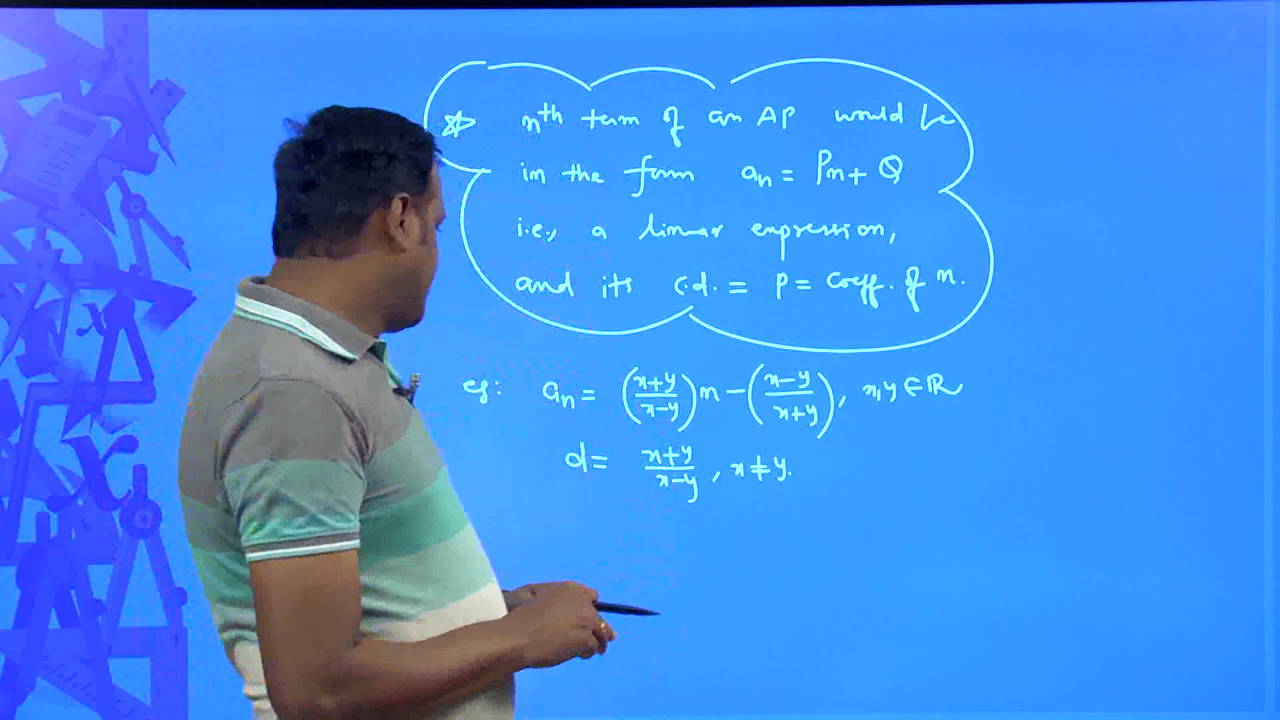 ☆ nth term of an AP would be
in the form aₙ = Pn + Q
i.e., a linear expression,
and its c.d. = P = coeff. of n.
eg: aₙ = ((x+y)/(x-y)) n - ((x-y)/(x+y)), x,y ∈ ℝ
d = (x+y)/(x-y), x ≠ y.